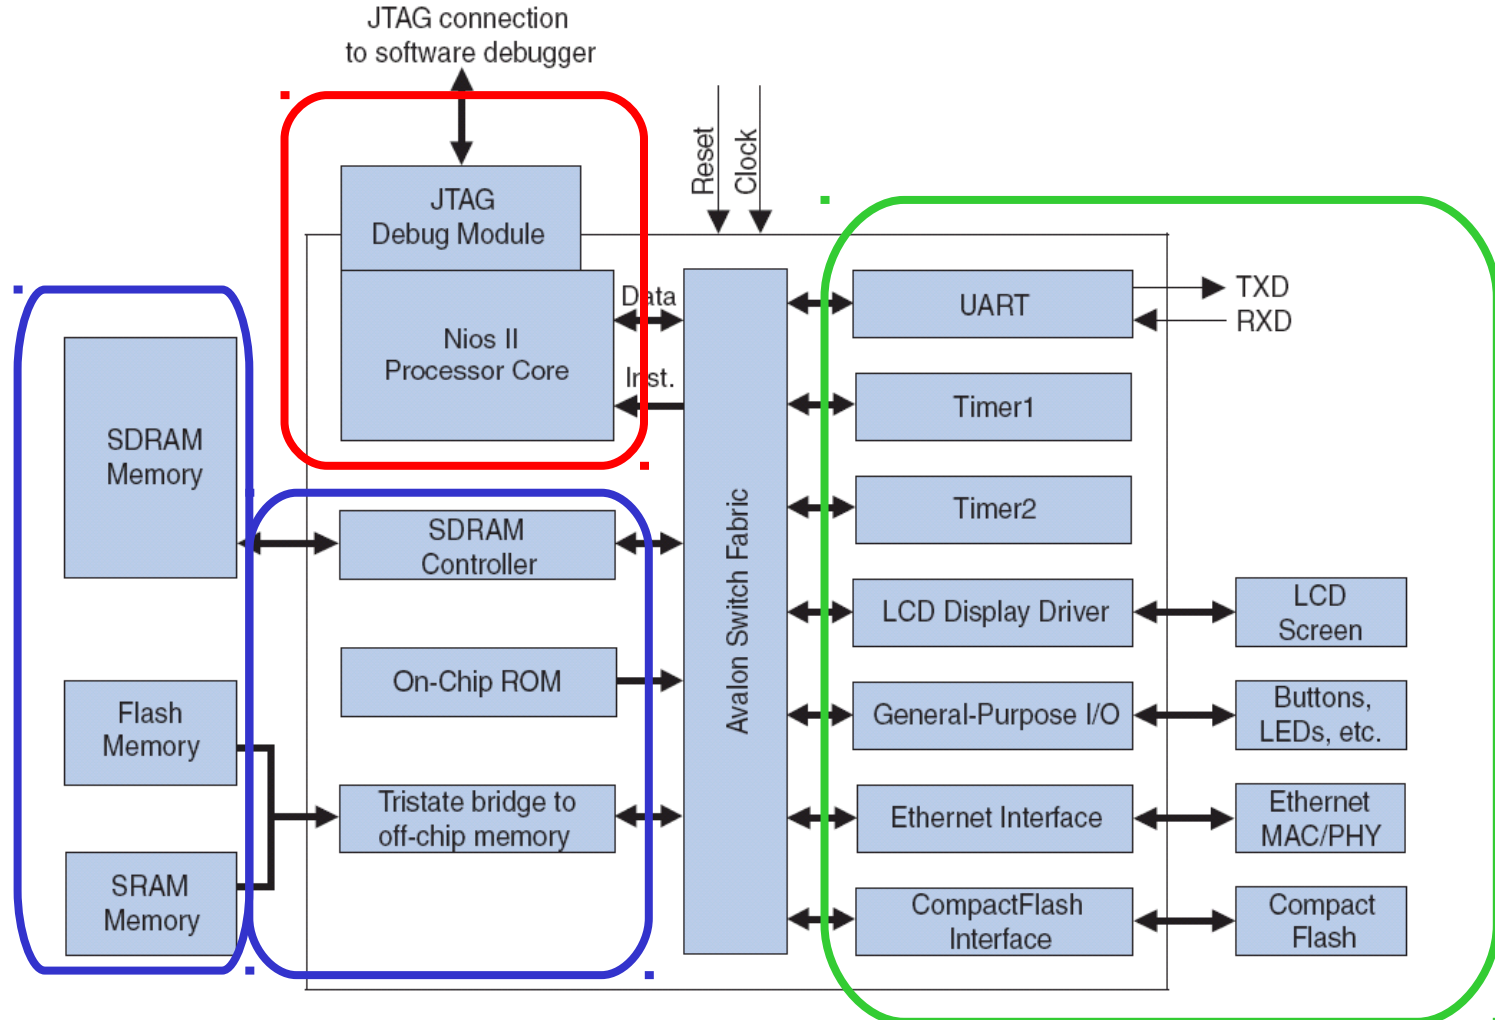 JTAG connection
to software debugger
Reset
Clock
JTAG
Debug Module
Nios II
Processor Core
Data
Inst.
SDRAM
Memory
Flash
Memory
SRAM
Memory
SDRAM
Controller
On-Chip ROM
Tristate bridge to
off-chip memory
Avalon Switch Fabric
UART
TXD
RXD
Timer1
Timer2
LCD Display Driver
LCD
Screen
General-Purpose I/O
Buttons,
LEDs, etc.
Ethernet Interface
Ethernet
MAC/PHY
CompactFlash
Interface
Compact
Flash